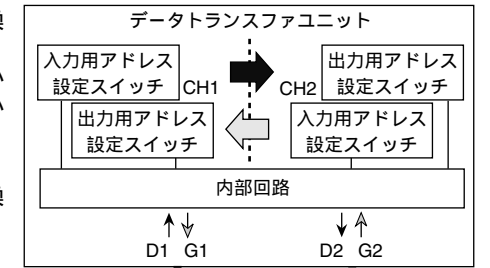 データトランスファユニット
入力用アドレス
設定スイッチ
CH1
出力用アドレス
設定スイッチ
CH2
出力用アドレス
設定スイッチ
入力用アドレス
設定スイッチ
内部回路
D1 G1
D2 G2